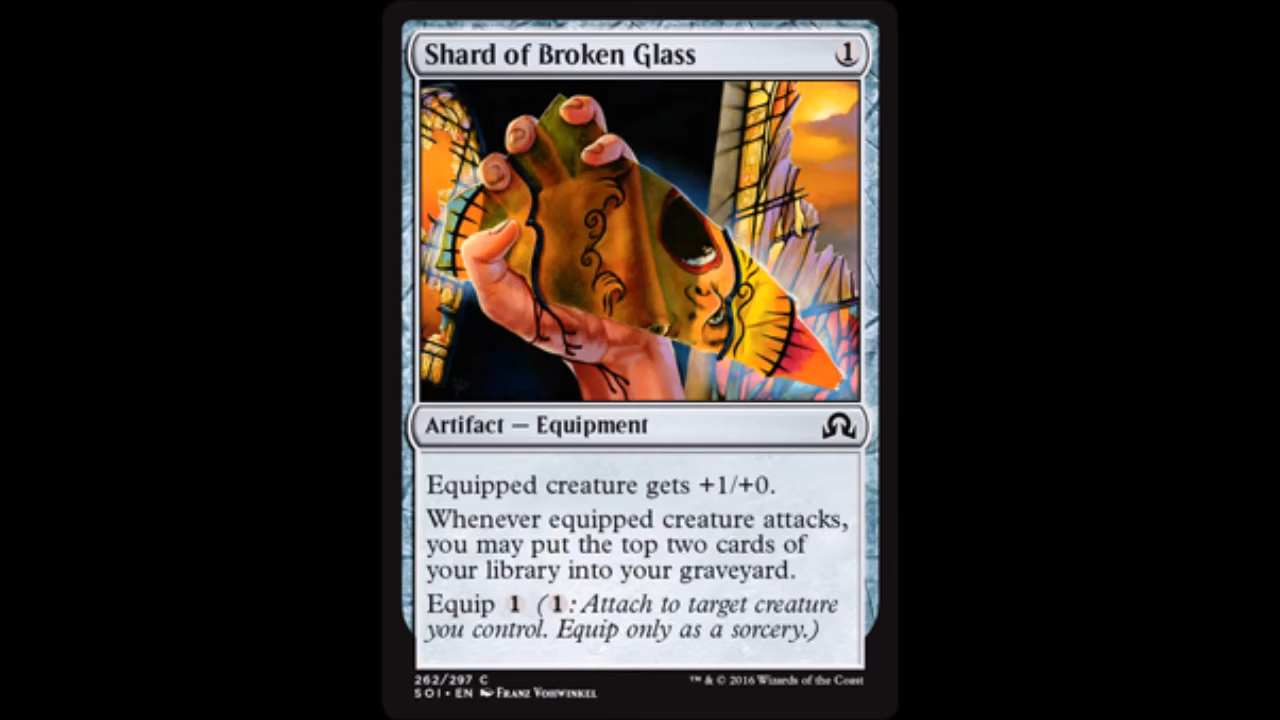 Shard of Broken Glass 1
Artifact — Equipment
Equipped creature gets +1/+0.
Whenever equipped creature attacks,
you may put the top two cards of
your library into your graveyard.
Equip 1 (1: Attach to target creature
you control. Equip only as a sorcery.)
262/297 C
™ & © 2016 Wizards of the Coast
SOI • EN Franz Vohwinkel